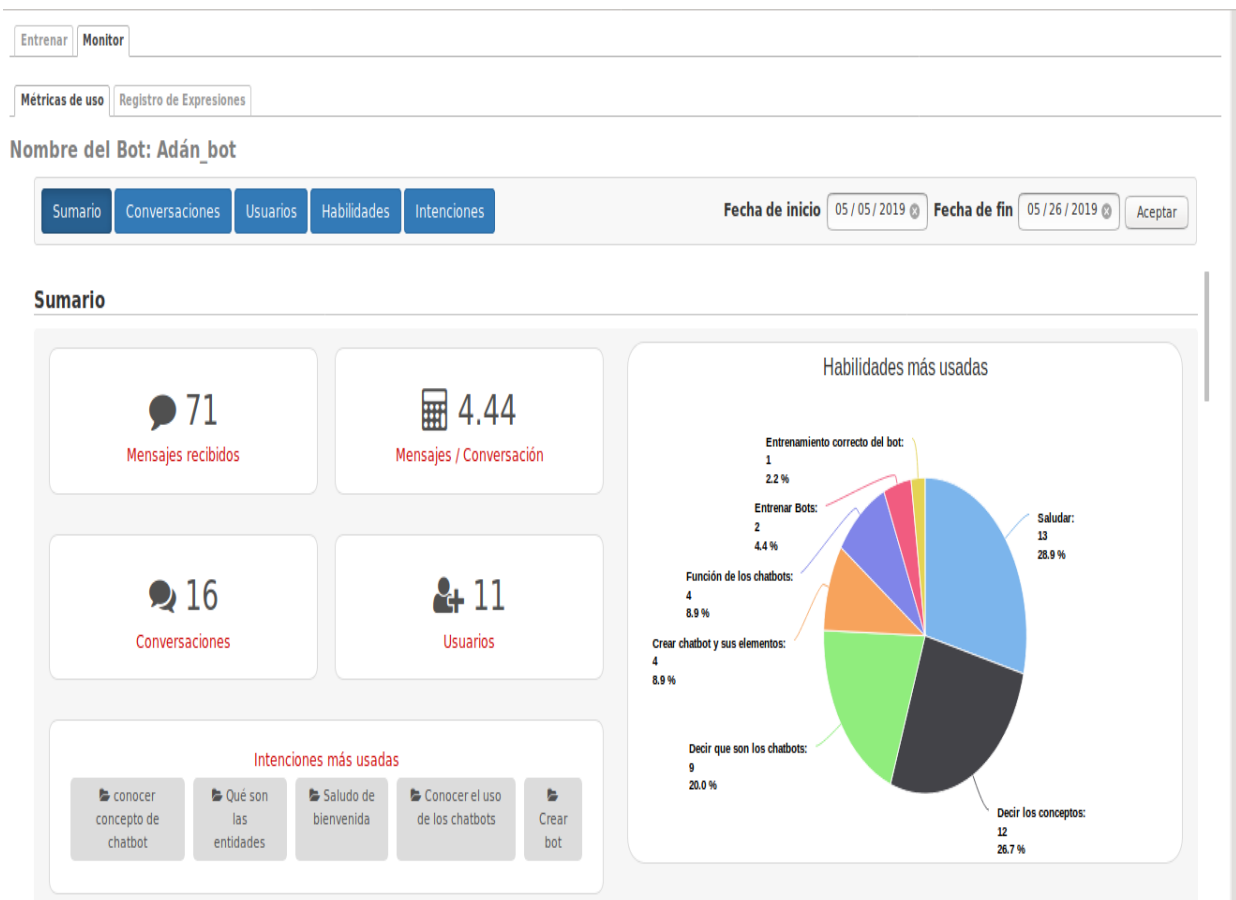 Entrenar Monitor
Métricas de uso Registro de Expresiones
Nombre del Bot: Adán_bot
Sumario Conversaciones Usuarios Habilidades Intenciones Fecha de inicio 05 / 05 / 2019 Fecha de fin 05 / 26 / 2019 Aceptar
Sumario
71
Mensajes recibidos
4.44
Mensajes / Conversación
16
Conversaciones
11
Usuarios
Intenciones más usadas
conocer
concepto de
chatbot
Qué son
las
entidades
Saludo de
bienvenida
Conocer el uso
de los chatbots
Crear
bot
Habilidades más usadas
Entrenamiento correcto del bot:
1
2.2 %
Entrenar Bots:
2
4.4 %
Función de los chatbots:
4
8.9 %
Crear chatbot y sus elementos:
4
8.9 %
Decir que son los chatbots:
9
20.0 %
Saludar:
13
28.9 %
Decir los conceptos:
12
26.7 %